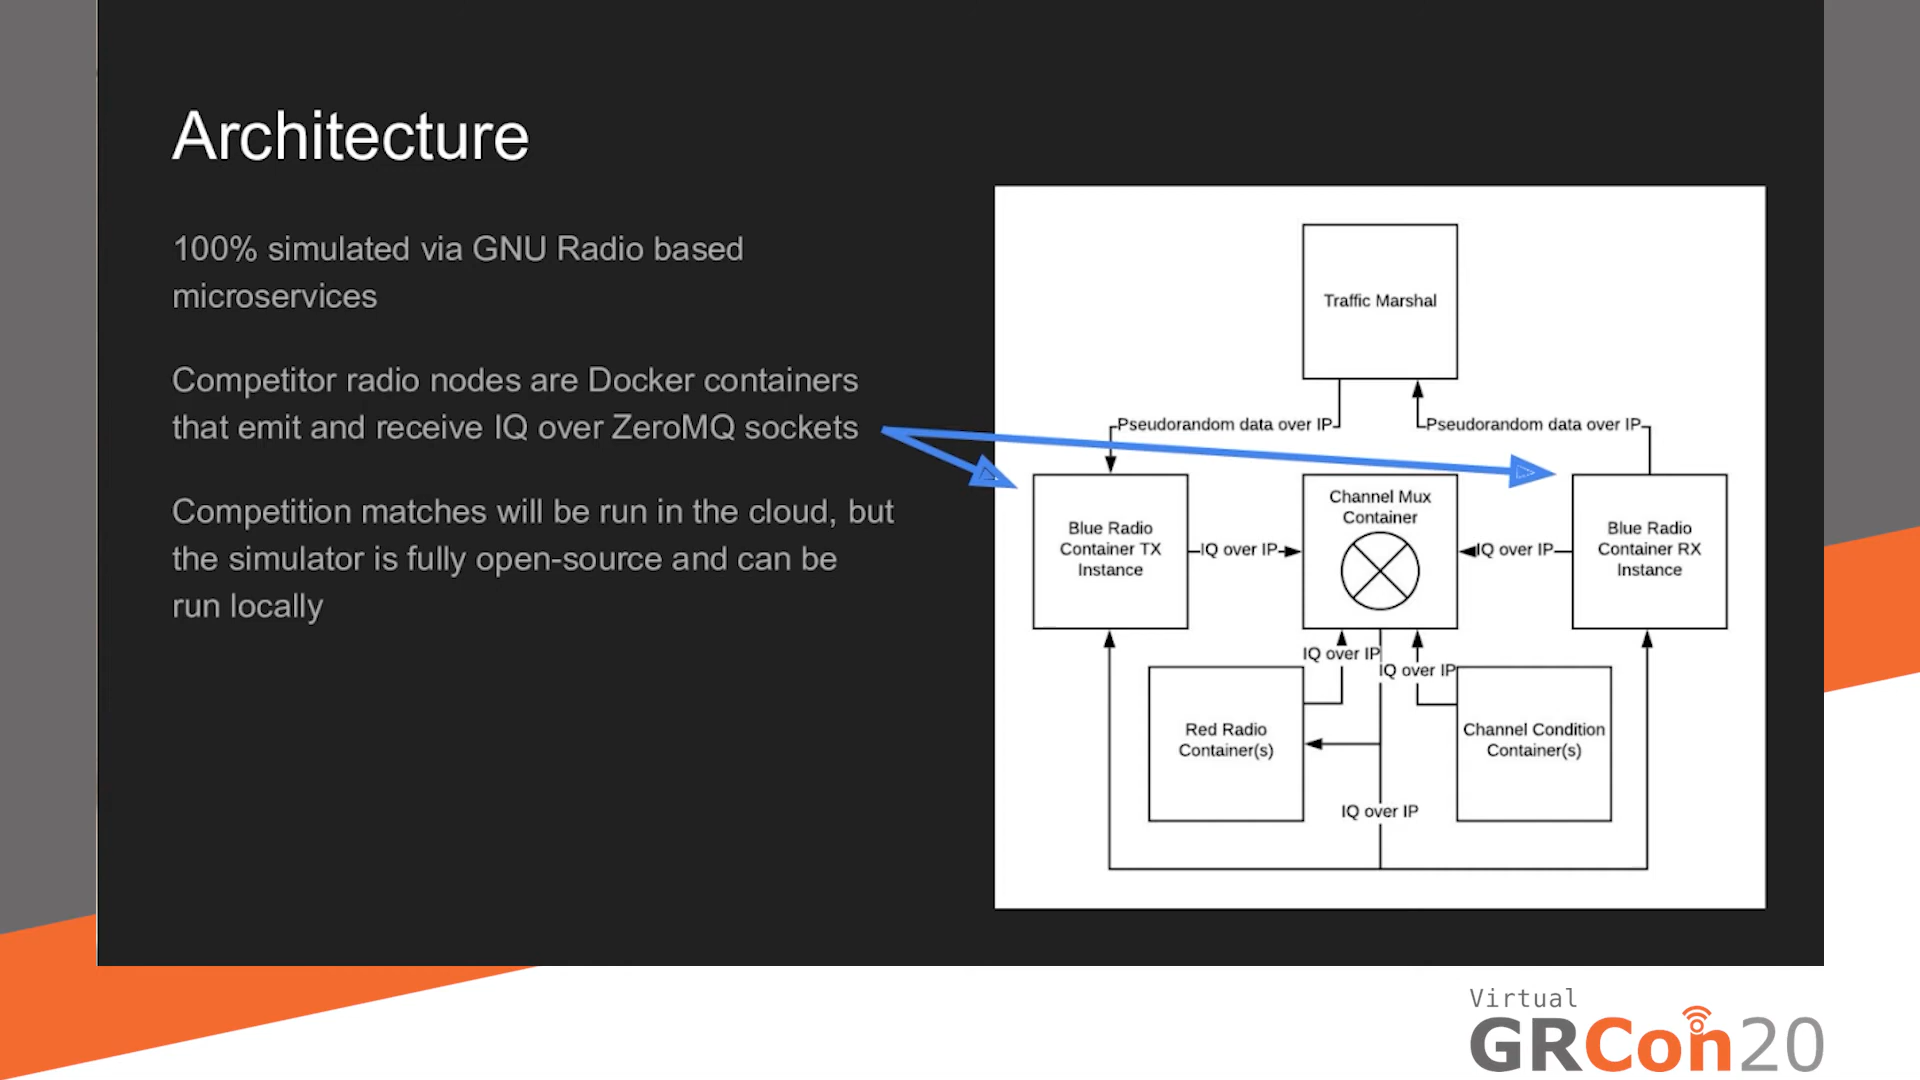 Architecture
100% simulated via GNU Radio based
microservices
Competitor radio nodes are Docker containers
that emit and receive IQ over ZeroMQ sockets
Competition matches will be run in the cloud, but
the simulator is fully open-source and can be
run locally
Traffic Marshal
Pseudorandom data over IP
Pseudorandom data over IP
Blue Radio
Container TX
Instance
IQ over IP
Channel Mux
Container
IQ over IP
Blue Radio
Container RX
Instance
IQ over IP
IQ over IP
Red Radio
Container(s)
Channel Condition
Container(s)
IQ over IP
Virtual
GRCon20